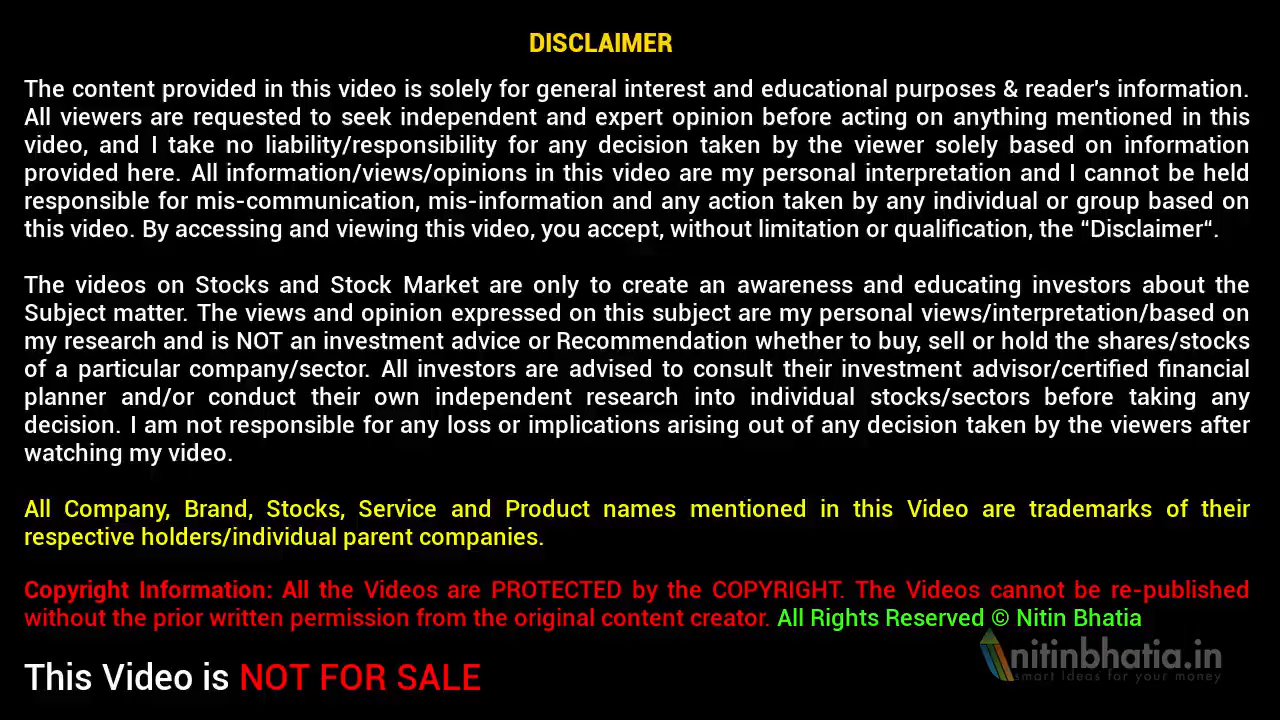 DISCLAIMER
The content provided in this video is solely for general interest and educational purposes & reader's information.
All viewers are requested to seek independent and expert opinion before acting on anything mentioned in this
video, and I take no liability/responsibility for any decision taken by the viewer solely based on information
provided here. All information/views/opinions in this video are my personal interpretation and I cannot be held
responsible for mis-communication, mis-information and any action taken by any individual or group based on
this video. By accessing and viewing this video, you accept, without limitation or qualification, the “Disclaimer“.
The videos on Stocks and Stock Market are only to create an awareness and educating investors about the
Subject matter. The views and opinion expressed on this subject are my personal views/interpretation/based on
my research and is NOT an investment advice or Recommendation whether to buy, sell or hold the shares/stocks
of a particular company/sector. All investors are advised to consult their investment advisor/certified financial
planner and/or conduct their own independent research into individual stocks/sectors before taking any
decision. I am not responsible for any loss or implications arising out of any decision taken by the viewers after
watching my video.
All Company, Brand, Stocks, Service and Product names mentioned in this Video are trademarks of their
respective holders/individual parent companies.
Copyright Information: All the Videos are PROTECTED by the COPYRIGHT. The Videos cannot be re-published
without the prior written permission from the original content creator. All Rights Reserved © Nitin Bhatia
This Video is NOT FOR SALE
nitinbhatia.in
smart ideas for your money